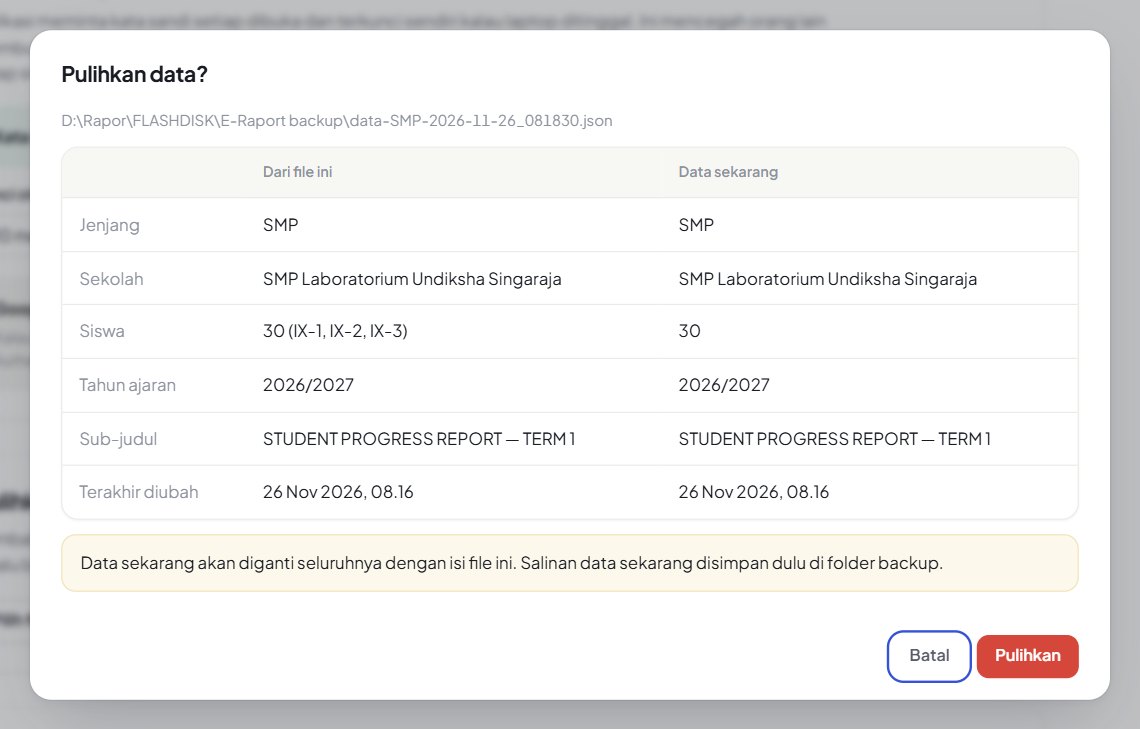 Pulihkan data?
D:\Rapor\FLASHDISK\E-Raport backup\data-SMP-2026-11-26_081830.json
Dari file ini Data sekarang
Jenjang SMP SMP
Sekolah SMP Laboratorium Undiksha Singaraja SMP Laboratorium Undiksha Singaraja
Siswa 30 (IX-1, IX-2, IX-3) 30
Tahun ajaran 2026/2027 2026/2027
Sub-judul STUDENT PROGRESS REPORT — TERM 1 STUDENT PROGRESS REPORT — TERM 1
Terakhir diubah 26 Nov 2026, 08.16 26 Nov 2026, 08.16
Data sekarang akan diganti seluruhnya dengan isi file ini. Salinan data sekarang disimpan dulu di folder backup.
Batal Pulihkan